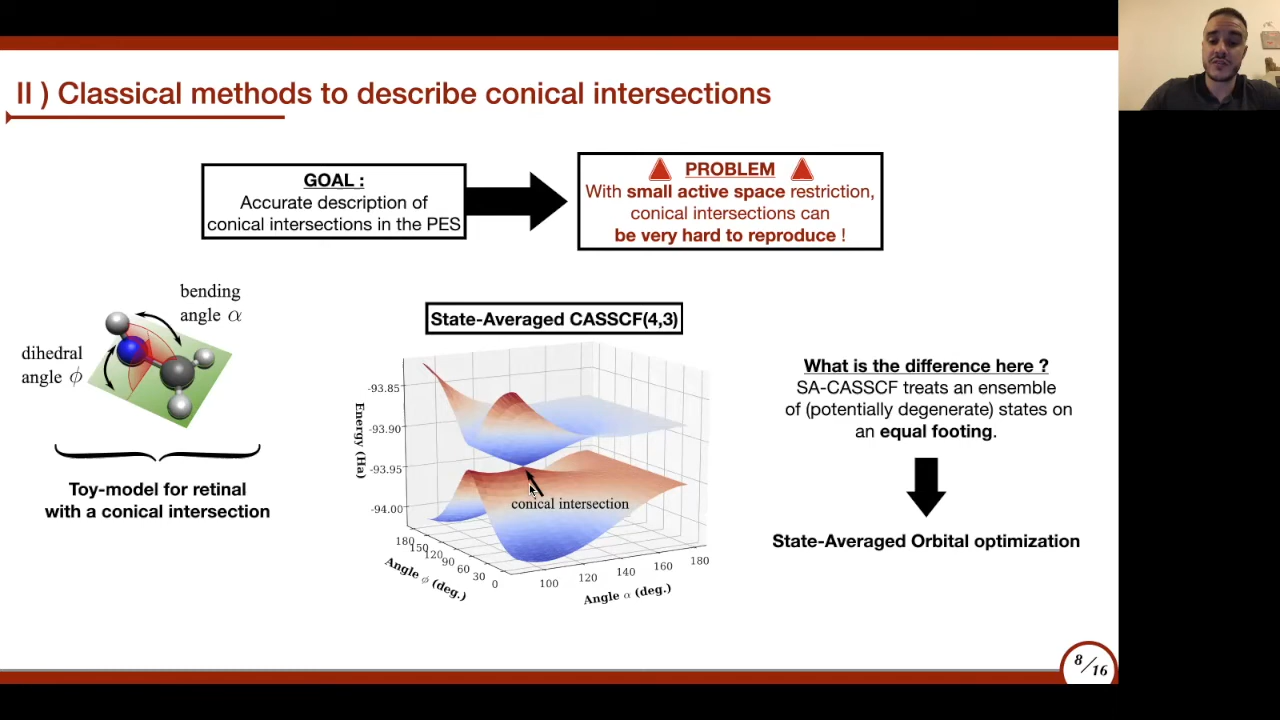 II ) Classical methods to describe conical intersections
GOAL :
Accurate description of
conical intersections in the PES
PROBLEM
With small active space restriction,
conical intersections can
be very hard to reproduce !
bending
angle α
dihedral
angle ϕ
Toy-model for retinal
with a conical intersection
State-Averaged CASSCF(4,3)
-93.85
-93.90
-93.95
-94.00
Energy (Ha)
conical intersection
180
150
120
90
60
30
0
Angle ϕ (deg.)
100
120
140
160
180
Angle α (deg.)
What is the difference here ?
SA-CASSCF treats an ensemble
of (potentially degenerate) states on
an equal footing.
State-Averaged Orbital optimization
8/16